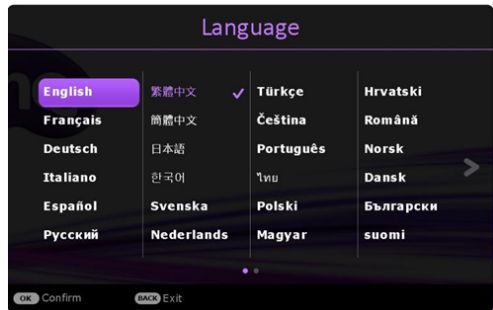 Language
English
Français
Deutsch
Italiano
Español
Русский
繁體中文
簡體中文
日本語
한국어
Svenska
Nederlands
Türkçe
Čeština
Português
ไทย
Polski
Magyar
Hrvatski
Română
Norsk
Dansk
Български
suomi
OK Confirm
BACK Exit